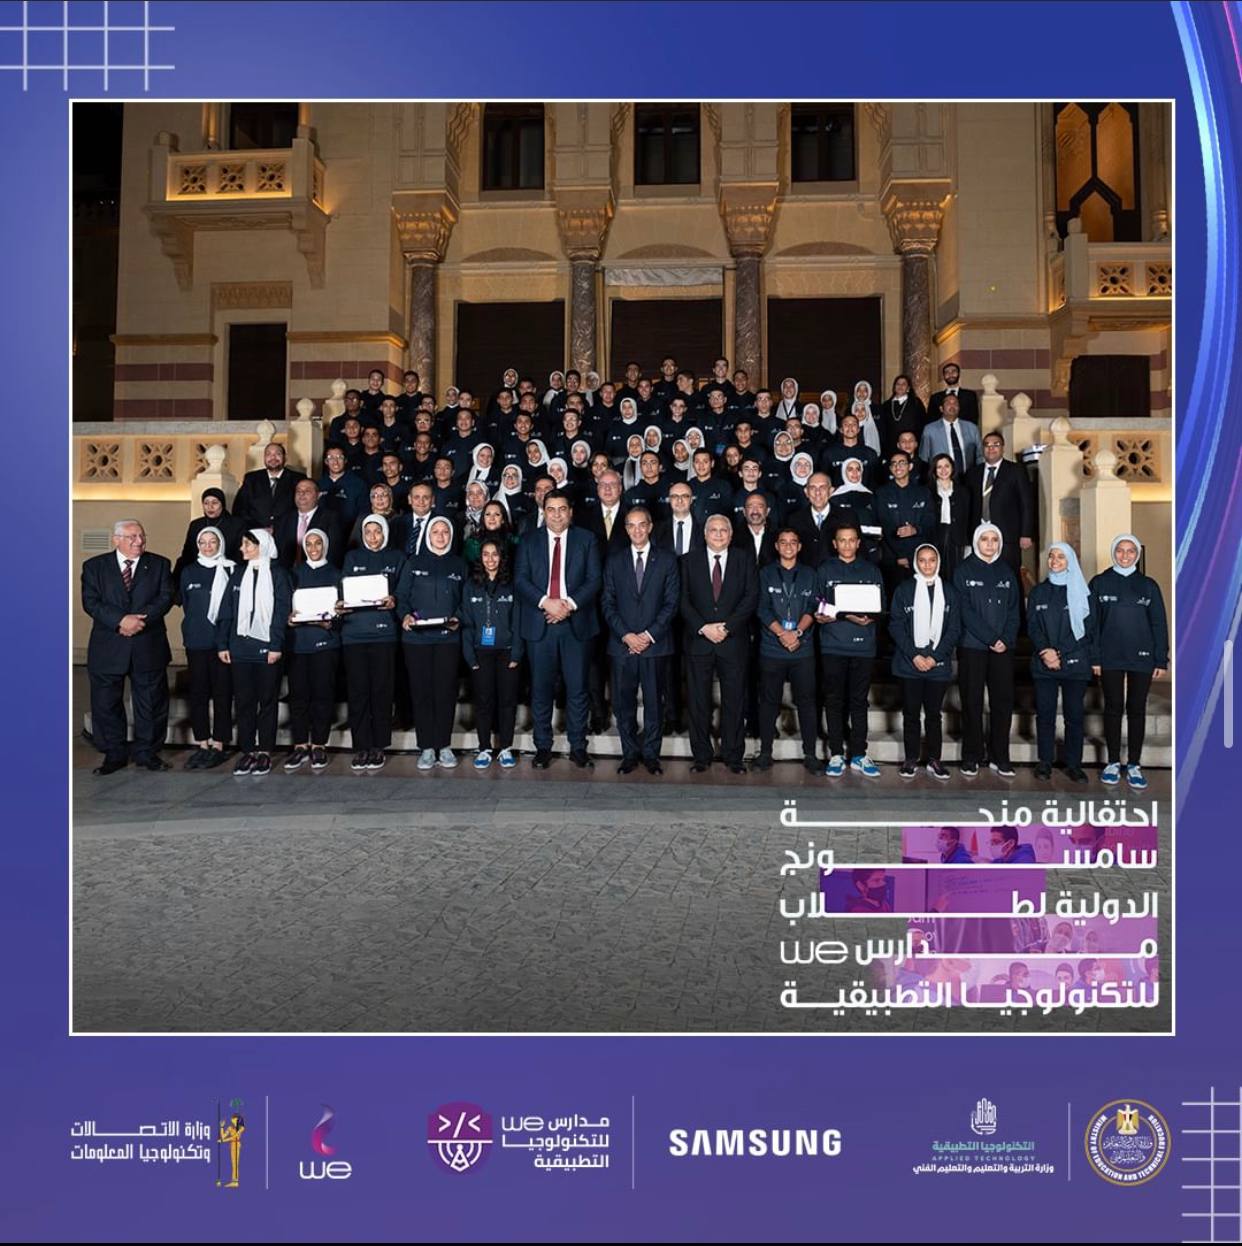 احتفالية منحة
سامسونج
الدولية لطلاب
مدارس we
للتكنولوجيا التطبيقية
وزارة الاتصالات
وتكنولوجيا المعلومات
we
مدارس we
للتكنولوجيا
التطبيقية
SAMSUNG
التكنولوجيا التطبيقية
APPLIED TECHNOLOGY
وزارة التربية والتعليم والتعليم الفني
وزارة التربية والتعليم
والتعليم الفني
MINISTRY OF EDUCATION AND TECHNICAL EDUCATION